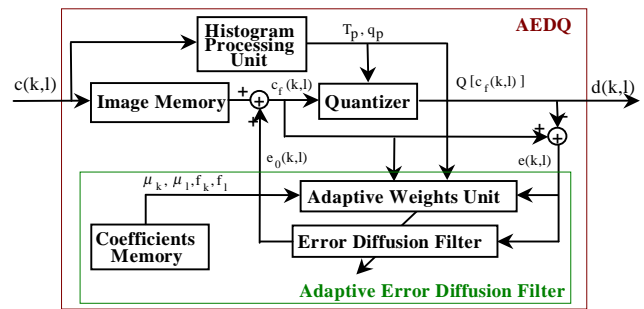 AEDQ
Histogram
Processing
Unit
T_p, q_p
c(k,l)
Image Memory
+
+
c_f(k,l)
Quantizer
Q[c_f(k,l)]
d(k,l)
-
+
e_0(k,l)
e(k,l)
μ_k, μ_l, f_k, f_l
Adaptive Weights Unit
Coefficients
Memory
Error Diffusion Filter
Adaptive Error Diffusion Filter